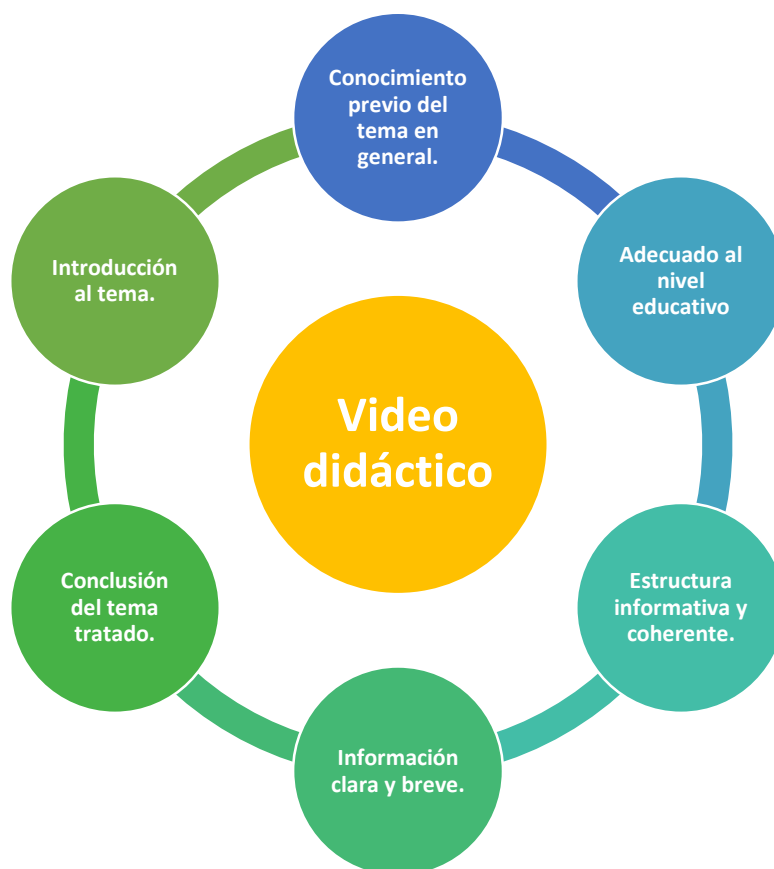 Conocimiento
previo del
tema en
general.
Adecuado al
nivel
educativo
Estructura
informativa y
coherente.
Información
clara y breve.
Conclusión
del tema
tratado.
Introducción
al tema.
Video
didáctico